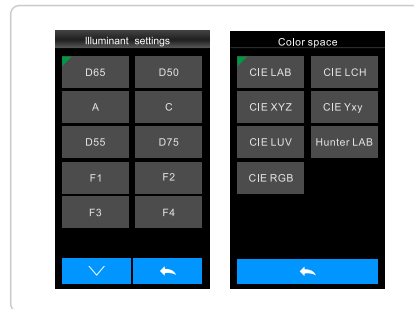 Illuminant settings
D65 D50
A C
D55 D75
F1 F2
F3 F4
Color space
CIE LAB CIE LCH
CIE XYZ CIE Yxy
CIE LUV Hunter LAB
CIE RGB